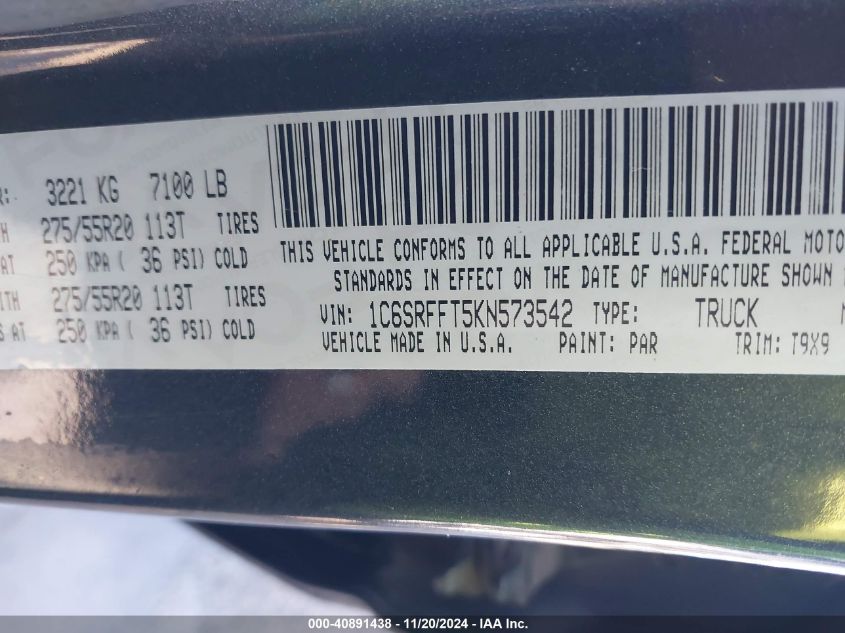 R: 3221 KG 7100 LB
H 275/55R20 113T TIRES
AT 250 KPA ( 36 PSI) COLD
ITH 275/55R20 113T TIRES
S AT 250 KPA ( 36 PSI) COLD
THIS VEHICLE CONFORMS TO ALL APPLICABLE U.S.A. FEDERAL MOTO
STANDARDS IN EFFECT ON THE DATE OF MANUFACTURE SHOWN
VIN: 1C6SRFFT5KN573542 TYPE: TRUCK
VEHICLE MADE IN U.S.A. PAINT: PAR TRIM: T9X9
000-40891438 - 11/20/2024 - IAA Inc.